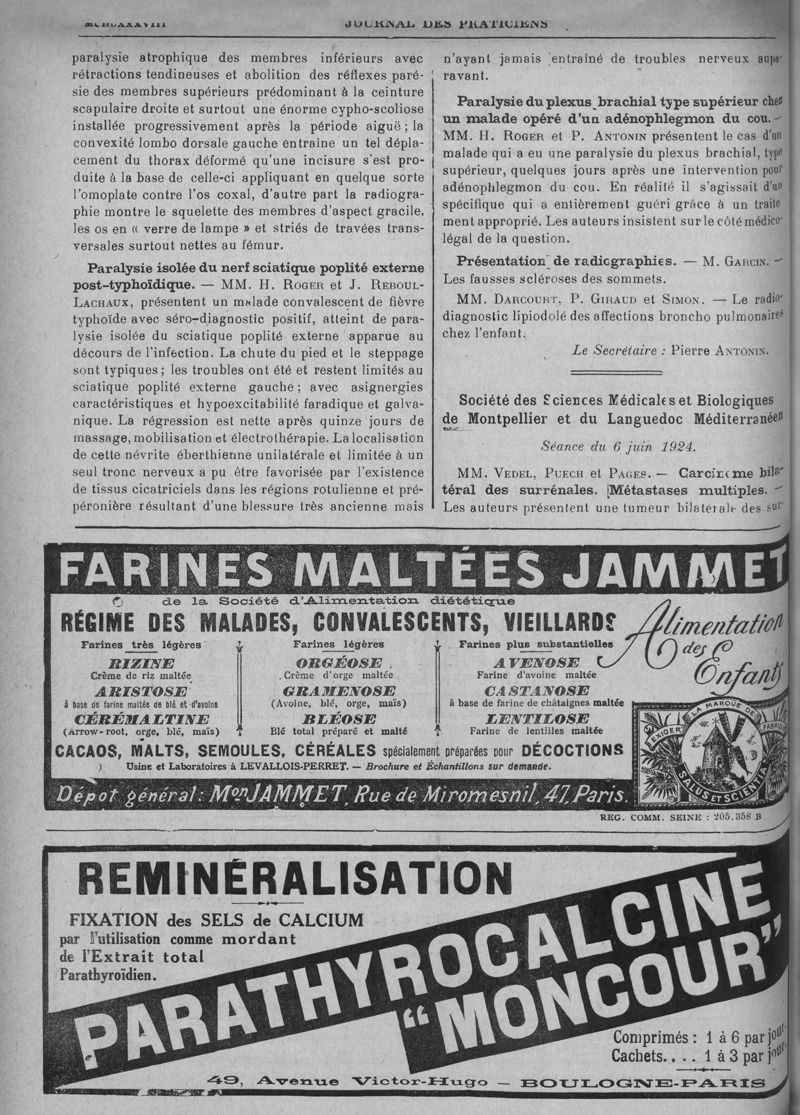 JOURNAL DES PRATICIENS
paralysie atrophique des membres inférieurs avec
rétractions tendineuses et abolition des réflexes paré-
sie des membres supérieurs prédominant à la ceinture
scapulaire droite et surtout une énorme cypho-scoliose
installée progressivement après la période aiguë ; la
convexité lombo dorsale gauche entraine un tel dépla-
cement du thorax déformé qu'une incisure s'est pro-
duite à la base de celle-ci appliquant en quelque sorte
l'omoplate contre l'os coxal, d'autre part la radiogra-
phie montre le squelette des membres d'aspect gracile,
les os en « verre de lampe » et striés de travées trans-
versales surtout nettes au fémur.
Paralysie isolée du nerf sciatique poplité externe
post-typhoïdique. — MM. H. ROGER et J. REBOUL-
LACHAUX, présentent un malade convalescent de fièvre
typhoïde avec séro-diagnostic positif, atteint de para-
lysie isolée du sciatique poplité externe apparue au
décours de l'infection. La chute du pied et le steppage
sont typiques ; les troubles ont été et restent limités au
sciatique poplité externe gauche ; avec asignergies
caractéristiques et hypoexcitabilité faradique et galva-
nique. La régression est nette après quinze jours de
massage, mobilisation et électrothérapie. La localisation
de cette névrite éberthienne unilatérale et limitée à un
seul tronc nerveux a pu être favorisée par l'existence
de tissus cicatriciels dans les régions rotulienne et pré-
péronière résultant d'une blessure très ancienne mais
n'ayant jamais entraîné de troubles nerveux aupa-
ravant.
Paralysie du plexus brachial type supérieur chez
un malade opéré d'un adénophlegmon du cou. —
MM. H. ROGER et P. ANTONIN présentent le cas d'un
malade qui a eu une paralysie du plexus brachial, type
supérieur, quelques jours après une intervention pour
adénophlegmon du cou. En réalité il s'agissait d'un
spécifique qui a entièrement guéri grâce à un traite
ment approprié. Les auteurs insistent sur le côté médico-
légal de la question.
Présentation de radiographies. — M. GARCIN. —
Les fausses scléroses des sommets.
MM. DARCOURT, P. GIRAUD et SIMON. — Le radio-
diagnostic lipiodolé des affections broncho pulmonaires
chez l'enfant.
Le Secrétaire : Pierre ANTONIN.
Société des Sciences Médicales et Biologiques
de Montpellier et du Languedoc Méditerranéen
Séance du 6 juin 1924.
MM. VEDEL, PUECH et PAGES. — Carcinome bila-
téral des surrénales. Métastases multiples. —
Les auteurs présentent une tumeur bilatérale des sur-
FARINES MALTÉES JAMMET
de la Société d'Alimentation diététique
RÉGIME DES MALADES, CONVALESCENTS, VIEILLARDS
Alimentation
des
Enfants
Farines très légères
RIZINE
Crème de riz maltée
ARISTOSE
à base de farine maltée de blé et d'avoine
CÉRÉMALTINE
(Arrow-root, orge, blé, maïs)
Farines légères
ORGÉOSE
Crème d'orge maltée
GRAMENOSE
(Avoine, blé, orge, maïs)
BLÉOSE
Blé total préparé et malté
Farines plus substantielles
AVENOSE
Farine d'avoine maltée
CASTANOSE
à base de farine de châtaignes maltée
LENTILOSE
Farine de lentilles maltée
CACAOS, MALTS, SEMOULES, CÉRÉALES spécialement préparées pour DÉCOCTIONS
Usine et Laboratoires à LEVALLOIS-PERRET. — Brochure et Échantillons sur demande.
EXIGER LA MARQUE DE FABRIQUE
SALUS ET SCIENTIA
Dépôt général: Mon JAMMET, Rue de Miromesnil, 47, Paris.
REG. COMM. SEINE : 205.358 B
REMINÉRALISATION
FIXATION des SELS de CALCIUM
par l'utilisation comme mordant
de l'Extrait total
Parathyroïdien.
PARATHYROCALCINE
"MONCOUR"
Comprimés : 1 à 6 par jour.
Cachets.... 1 à 3 par jour
49, Avenue Victor-Hugo — BOULOGNE-PARIS